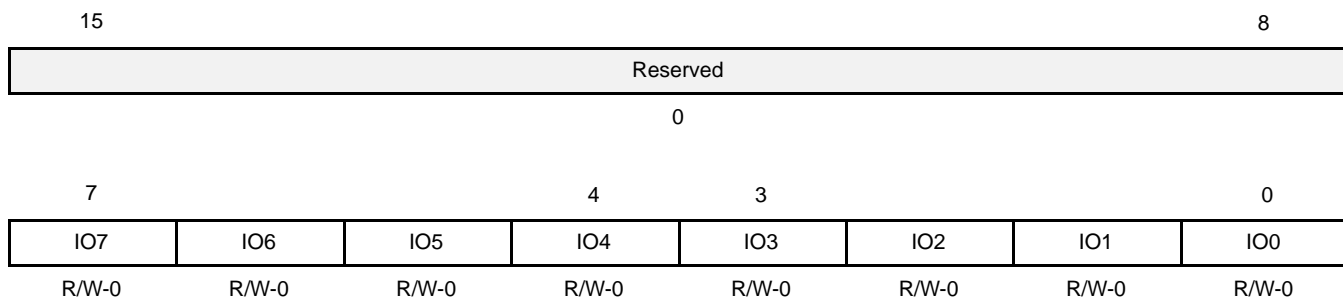 15 8
Reserved
0
7 4 3 0
IO7 IO6 IO5 IO4 IO3 IO2 IO1 IO0
R/W-0 R/W-0 R/W-0 R/W-0 R/W-0 R/W-0 R/W-0 R/W-0